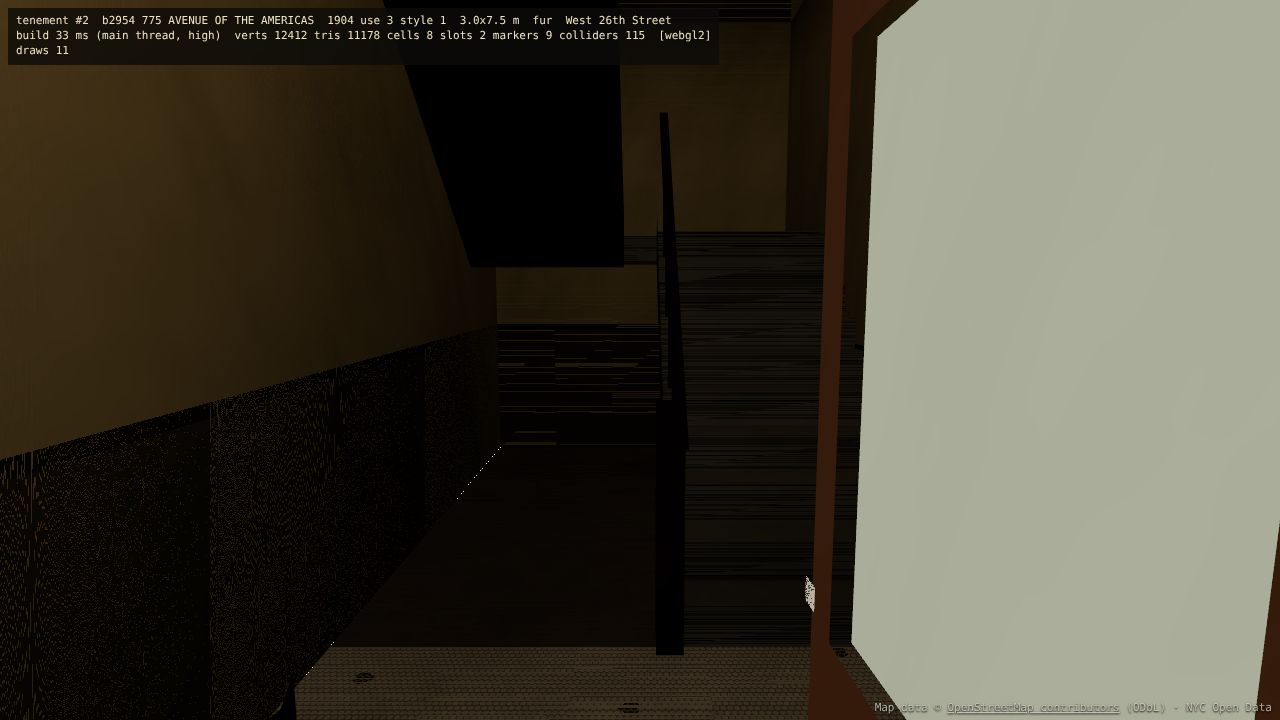 tenement #2  b2954 775 AVENUE OF THE AMERICAS  1904 use 3 style 1  3.0x7.5 m  fur  West 26th Street
build 33 ms (main thread, high)  verts 12412 tris 11178 cells 8 slots 2 markers 9 colliders 115  [webgl2]
draws 11
Map data © OpenStreetMap contributors (ODbL) · NYC Open Data